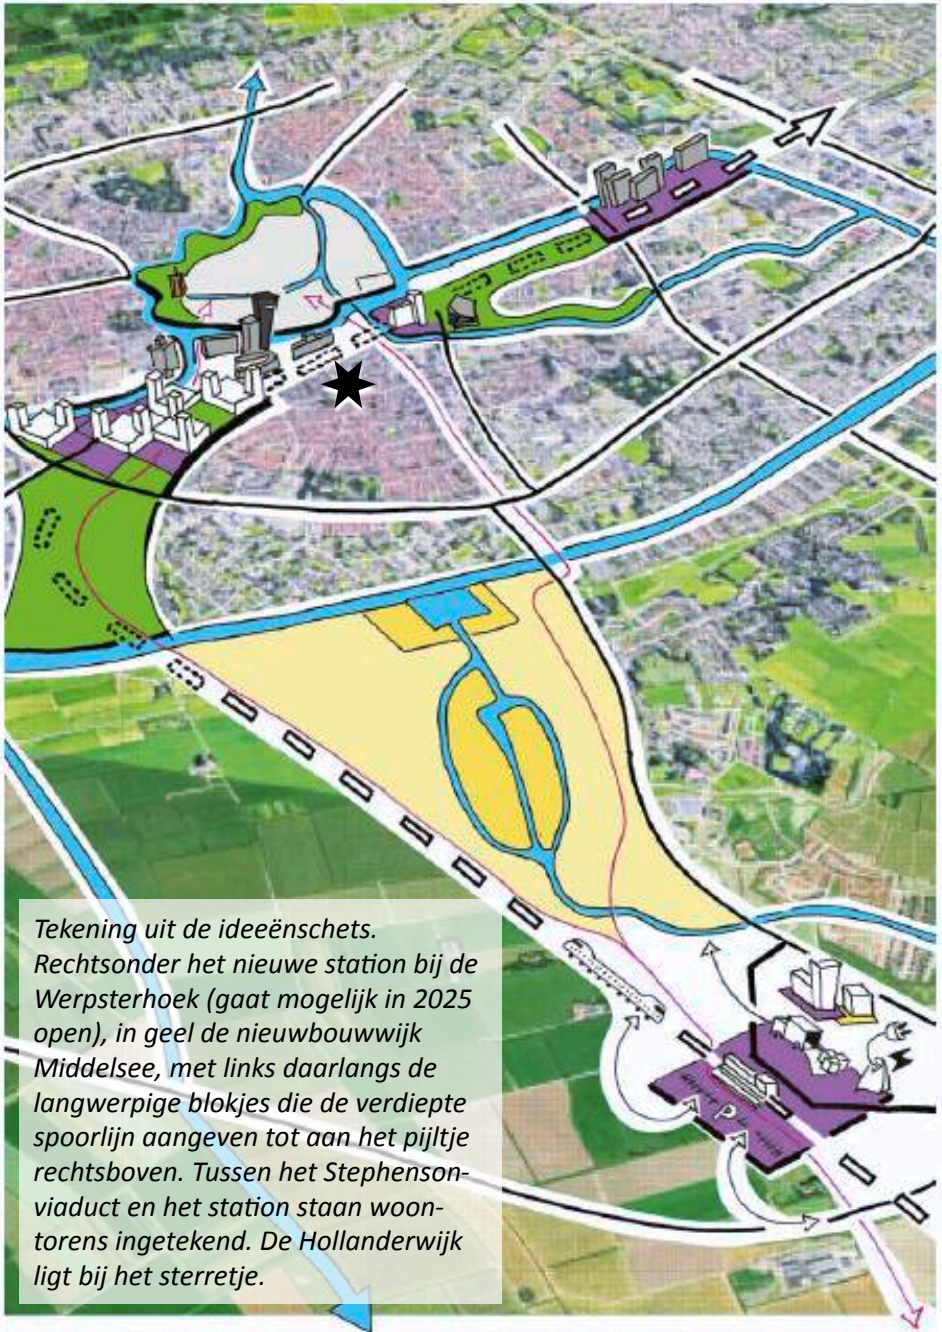 Tekening uit de ideeënschets.
Rechtsonder het nieuwe station bij de
Werpsterhoek (gaat mogelijk in 2025
open), in geel de nieuwbouwwijk
Middelsee, met links daarlangs de
langwerpige blokjes die de verdiepte
spoorlijn aangeven tot aan het pijltje
rechtsboven. Tussen het Stephenson-
viaduct en het station staan woon-
torens ingetekend. De Hollanderwijk
ligt bij het sterretje.
P